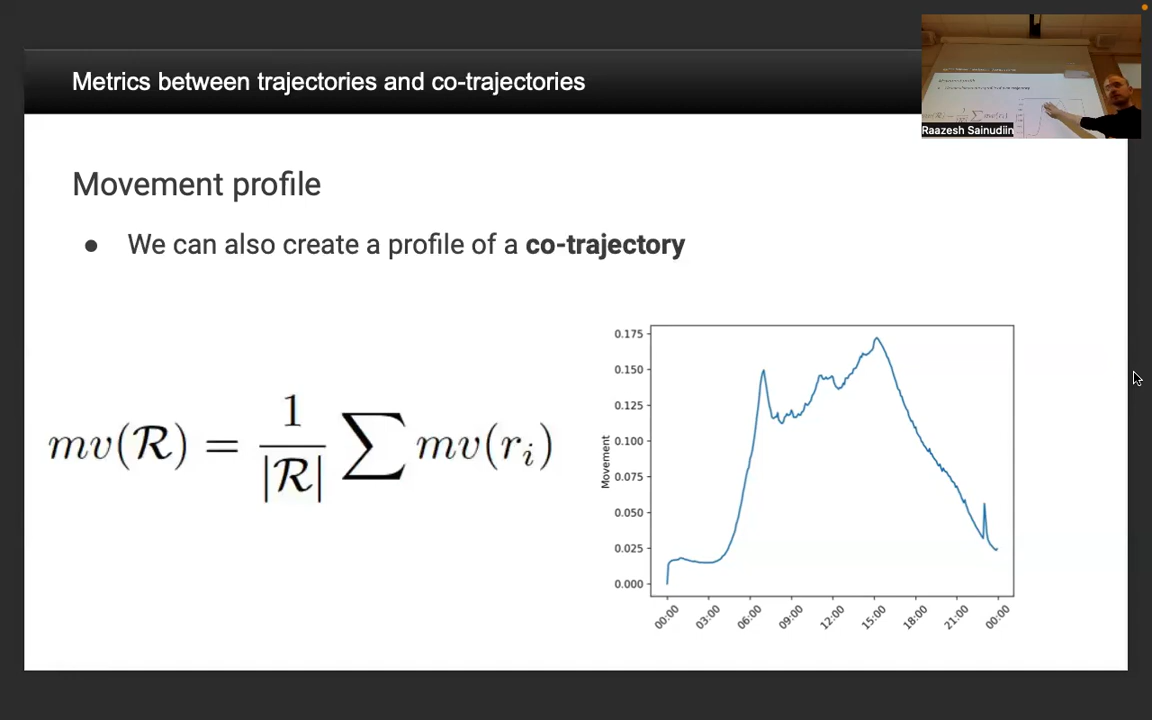 Metrics between trajectories and co-trajectories
Raazesh Sainudiin
Movement profile
● We can also create a profile of a co-trajectory
mv(ℛ) = 1/|ℛ| ∑ mv(rᵢ)
Movement
0.175
0.150
0.125
0.100
0.075
0.050
0.025
0.000
00:00 03:00 06:00 09:00 12:00 15:00 18:00 21:00 00:00